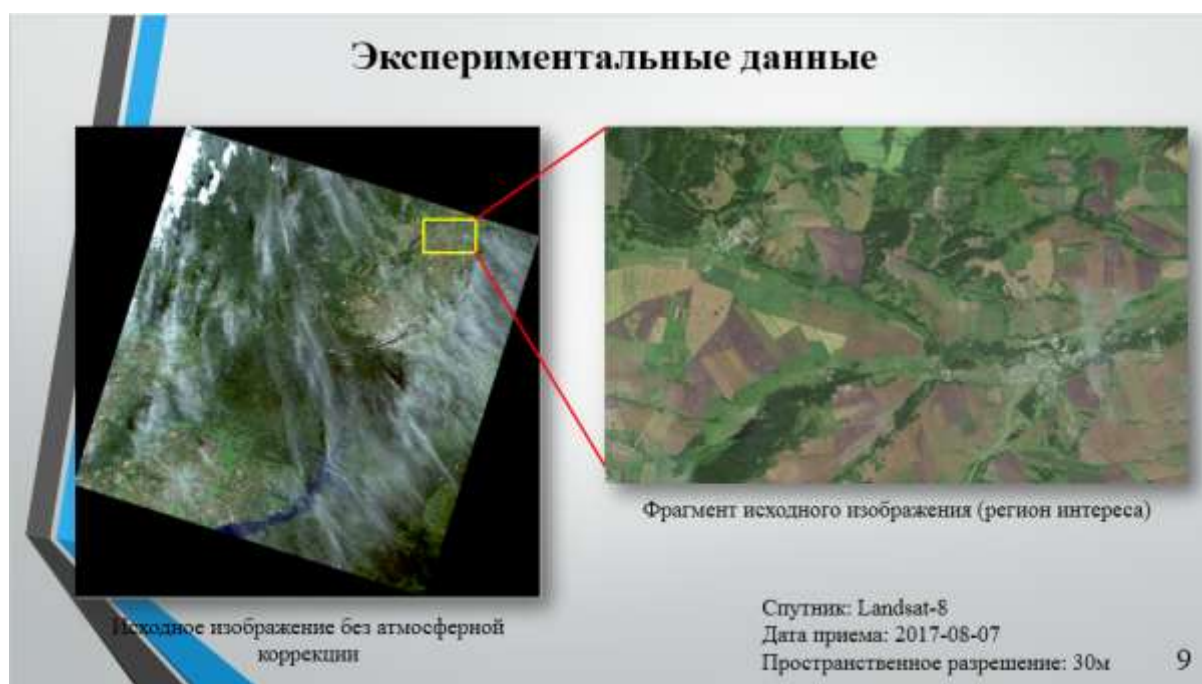 Экспериментальные данные
Фрагмент исходного изображения (регион интереса)
Исходное изображение без атмосферной
коррекции
Спутник: Landsat-8
Дата приема: 2017-08-07
Пространственное разрешение: 30м
9